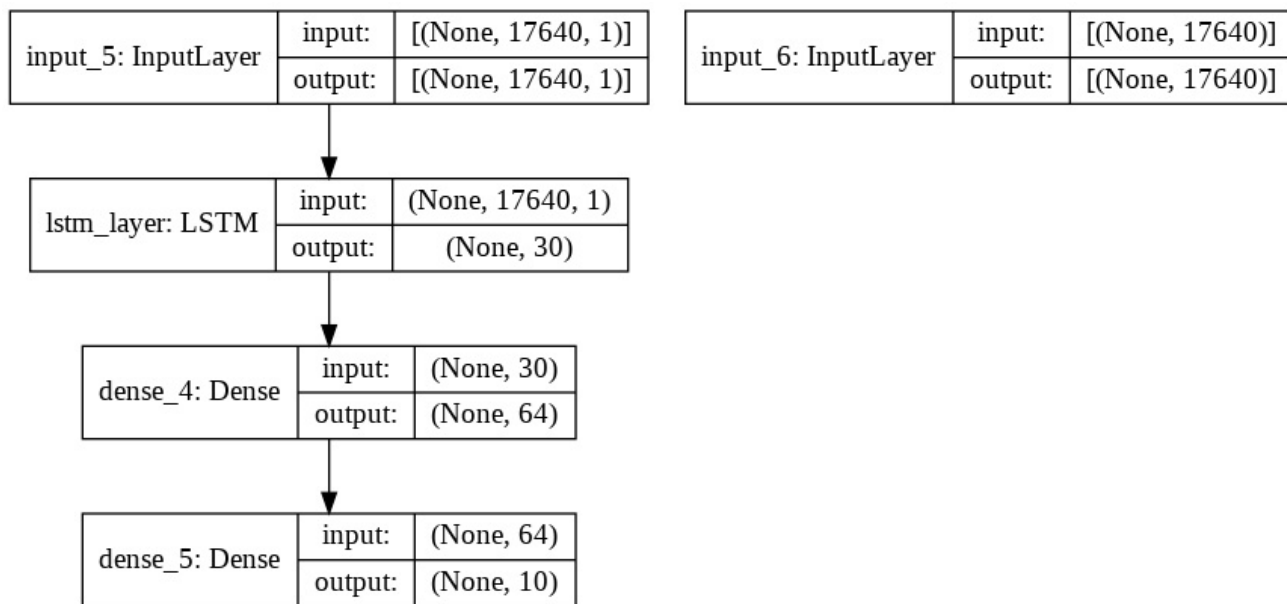 input_5: InputLayer
input: [(None, 17640, 1)]
output: [(None, 17640, 1)]
input_6: InputLayer
input: [(None, 17640)]
output: [(None, 17640)]
lstm_layer: LSTM
input: (None, 17640, 1)
output: (None, 30)
dense_4: Dense
input: (None, 30)
output: (None, 64)
dense_5: Dense
input: (None, 64)
output: (None, 10)